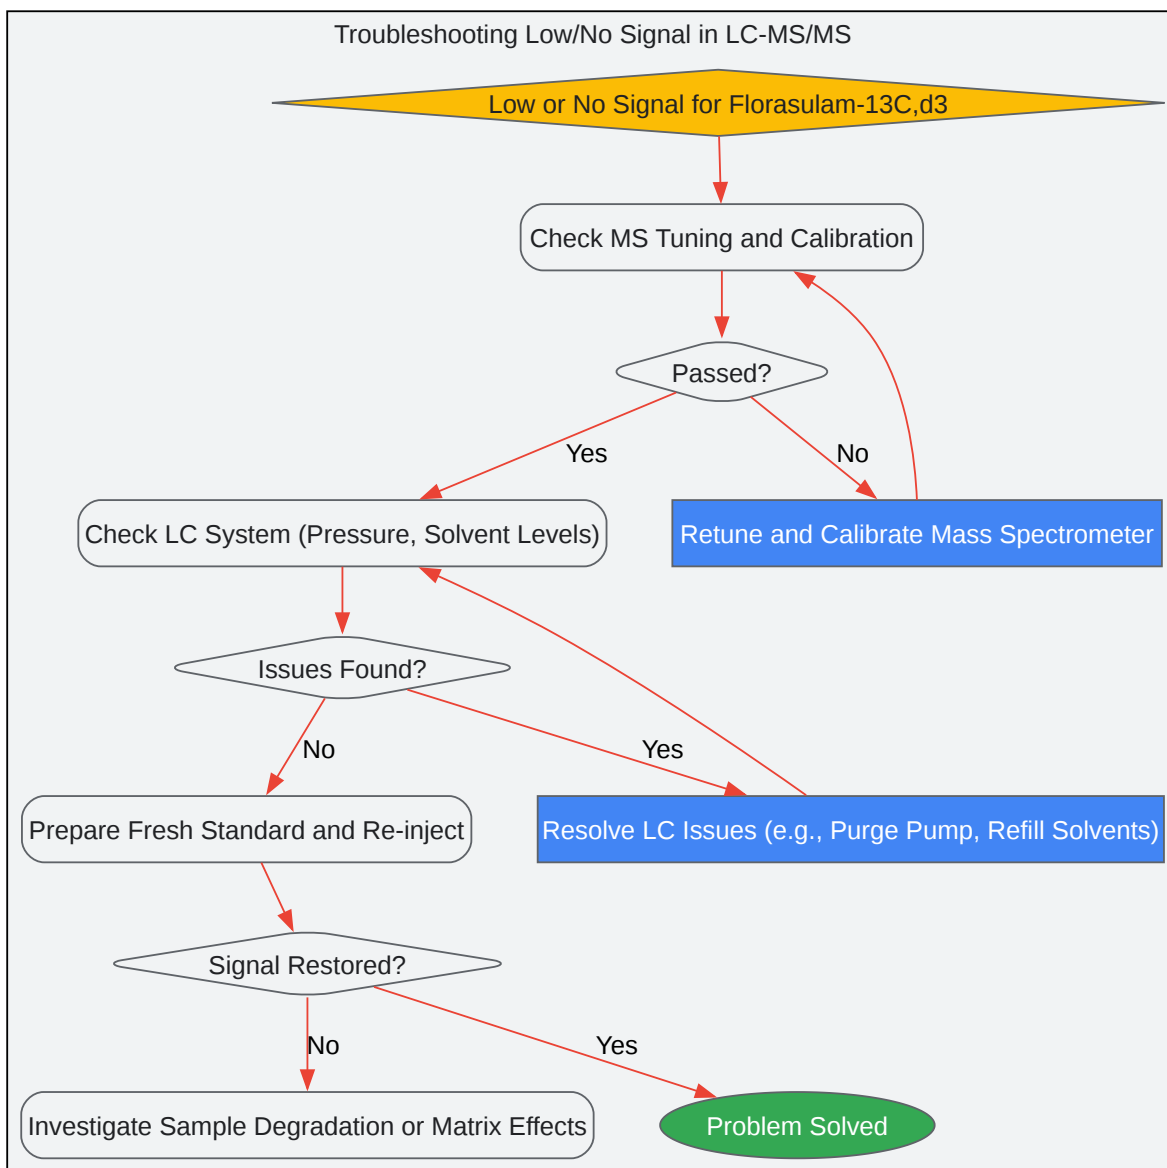 Troubleshooting Low/No Signal in LC-MS/MS
Low or No Signal for Florasulam-13C,d3
Check MS Tuning and Calibration
Passed?
Yes
No
Check LC System (Pressure, Solvent Levels)
Retune and Calibrate Mass Spectrometer
Issues Found?
No
Yes
Prepare Fresh Standard and Re-inject
Resolve LC Issues (e.g., Purge Pump, Refill Solvents)
Signal Restored?
No
Yes
Investigate Sample Degradation or Matrix Effects
Problem Solved